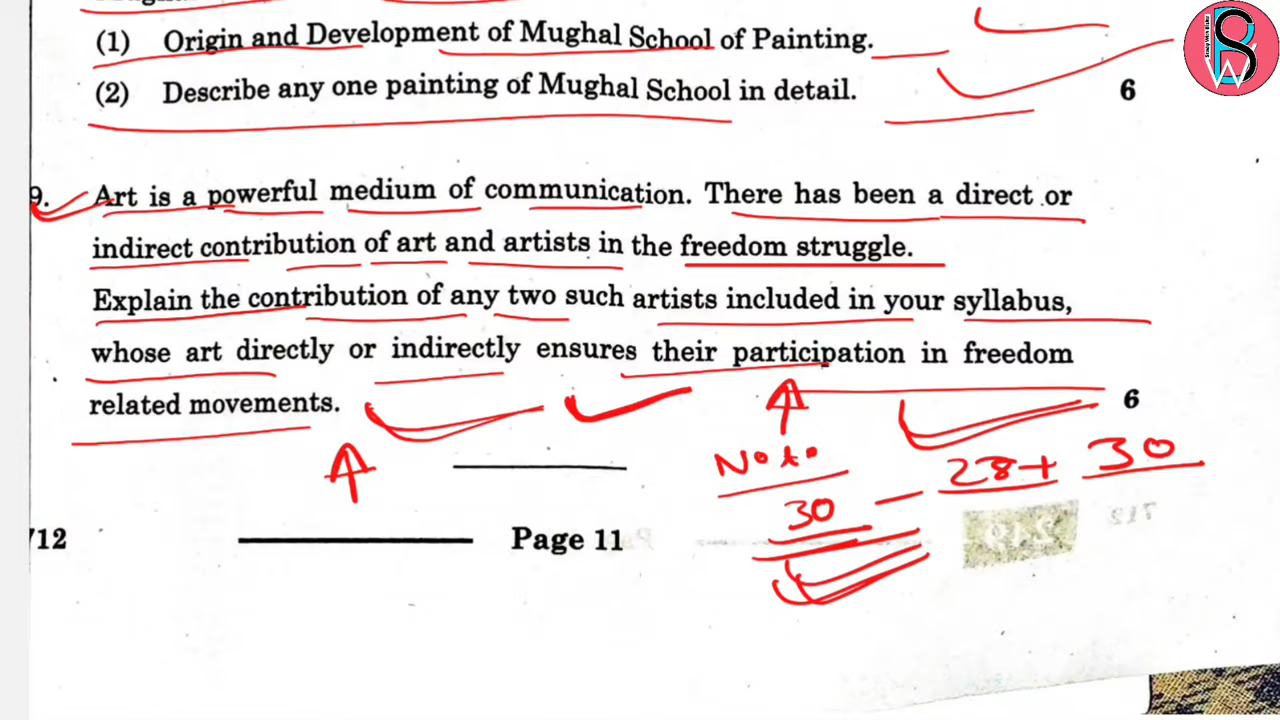 (1) Origin and Development of Mughal School of Painting.
(2) Describe any one painting of Mughal School in detail. 6
9. Art is a powerful medium of communication. There has been a direct or
indirect contribution of art and artists in the freedom struggle.
Explain the contribution of any two such artists included in your syllabus,
whose art directly or indirectly ensures their participation in freedom
related movements. 6
30 — 28+ 30
712 Page 11